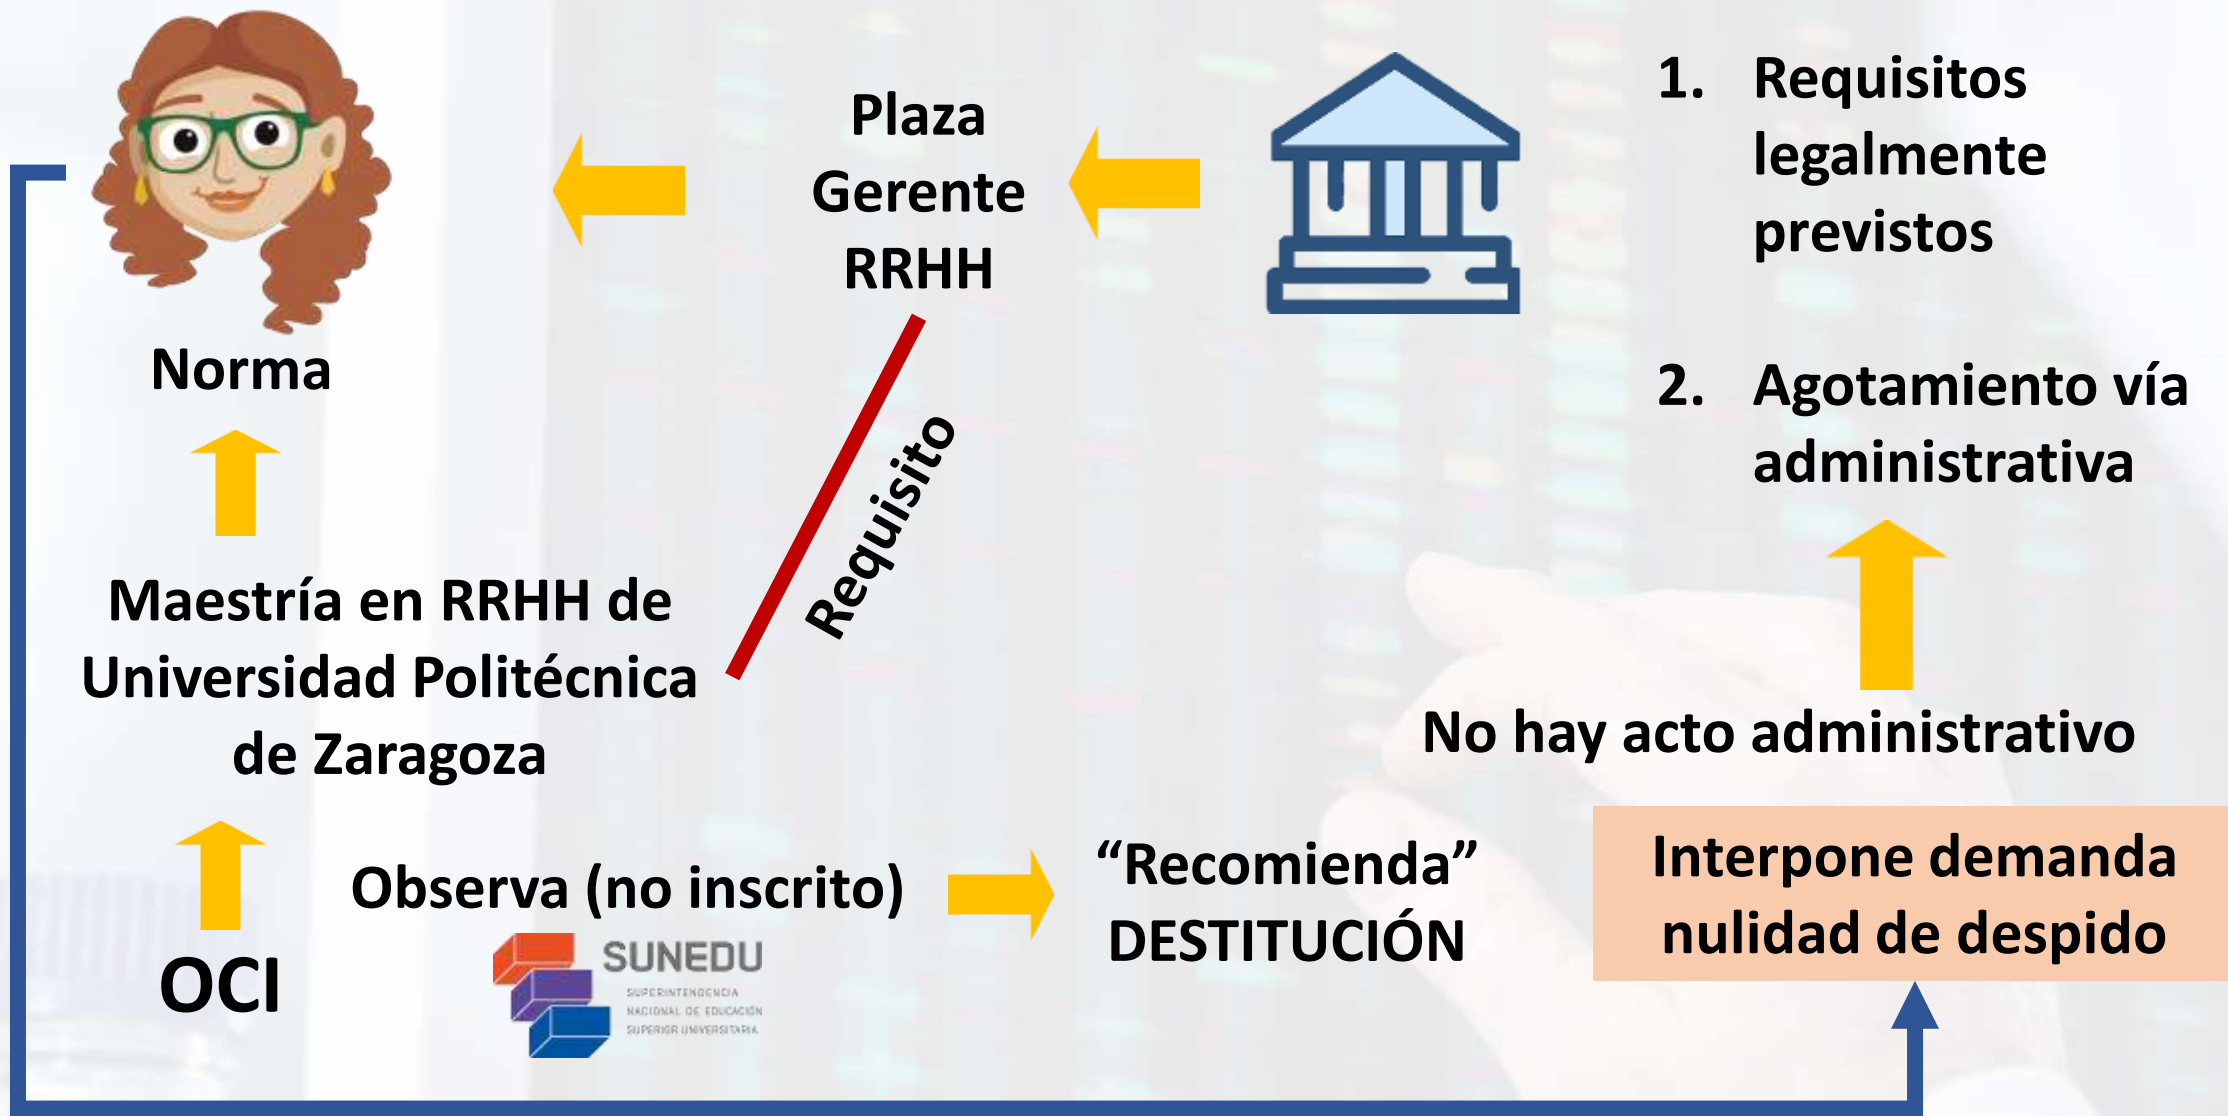 Plaza
Gerente
RRHH
1. Requisitos
legalmente
previstos
Norma
Requisito
2. Agotamiento vía
administrativa
Maestría en RRHH de
Universidad Politécnica
de Zaragoza
No hay acto administrativo
OCI
Observa (no inscrito)
SUNEDU
SUPERINTENDENCIA
NACIONAL DE EDUCACIÓN
SUPERIOR UNIVERSITARIA
“Recomienda”
DESTITUCIÓN
Interpone demanda
nulidad de despido